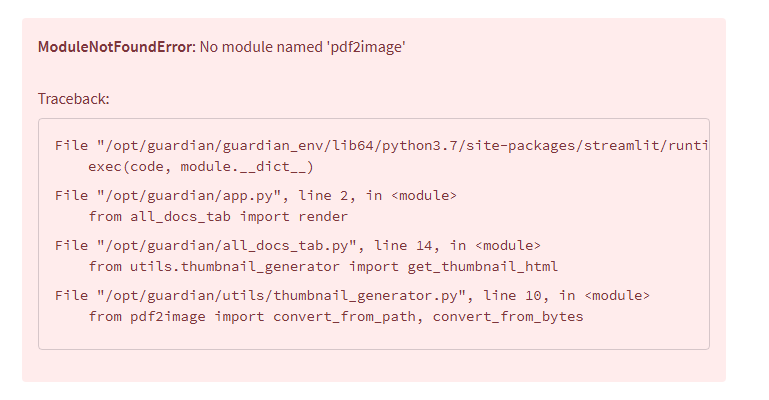 ModuleNotFoundError: No module named 'pdf2image'
Traceback:
File "/opt/guardian/guardian_env/lib64/python3.7/site-packages/streamlit/runti
exec(code, module.__dict__)
File "/opt/guardian/app.py", line 2, in <module>
from all_docs_tab import render
File "/opt/guardian/all_docs_tab.py", line 14, in <module>
from utils.thumbnail_generator import get_thumbnail_html
File "/opt/guardian/utils/thumbnail_generator.py", line 10, in <module>
from pdf2image import convert_from_path, convert_from_bytes